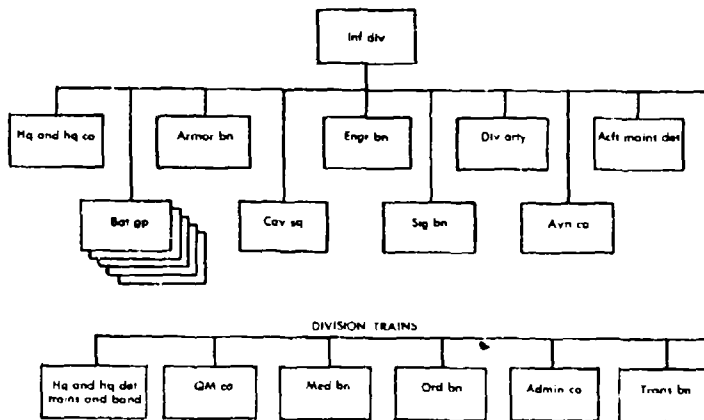 Inf div
Hq and hq co
Armor bn
Engr bn
Div arty
Acft maint det
Bat gp
Cav sq
Sig bn
Avn co
DIVISION TRAINS
Hq and hq det
trains and band
QM co
Med bn
Ord bn
Admin co
Trans bn